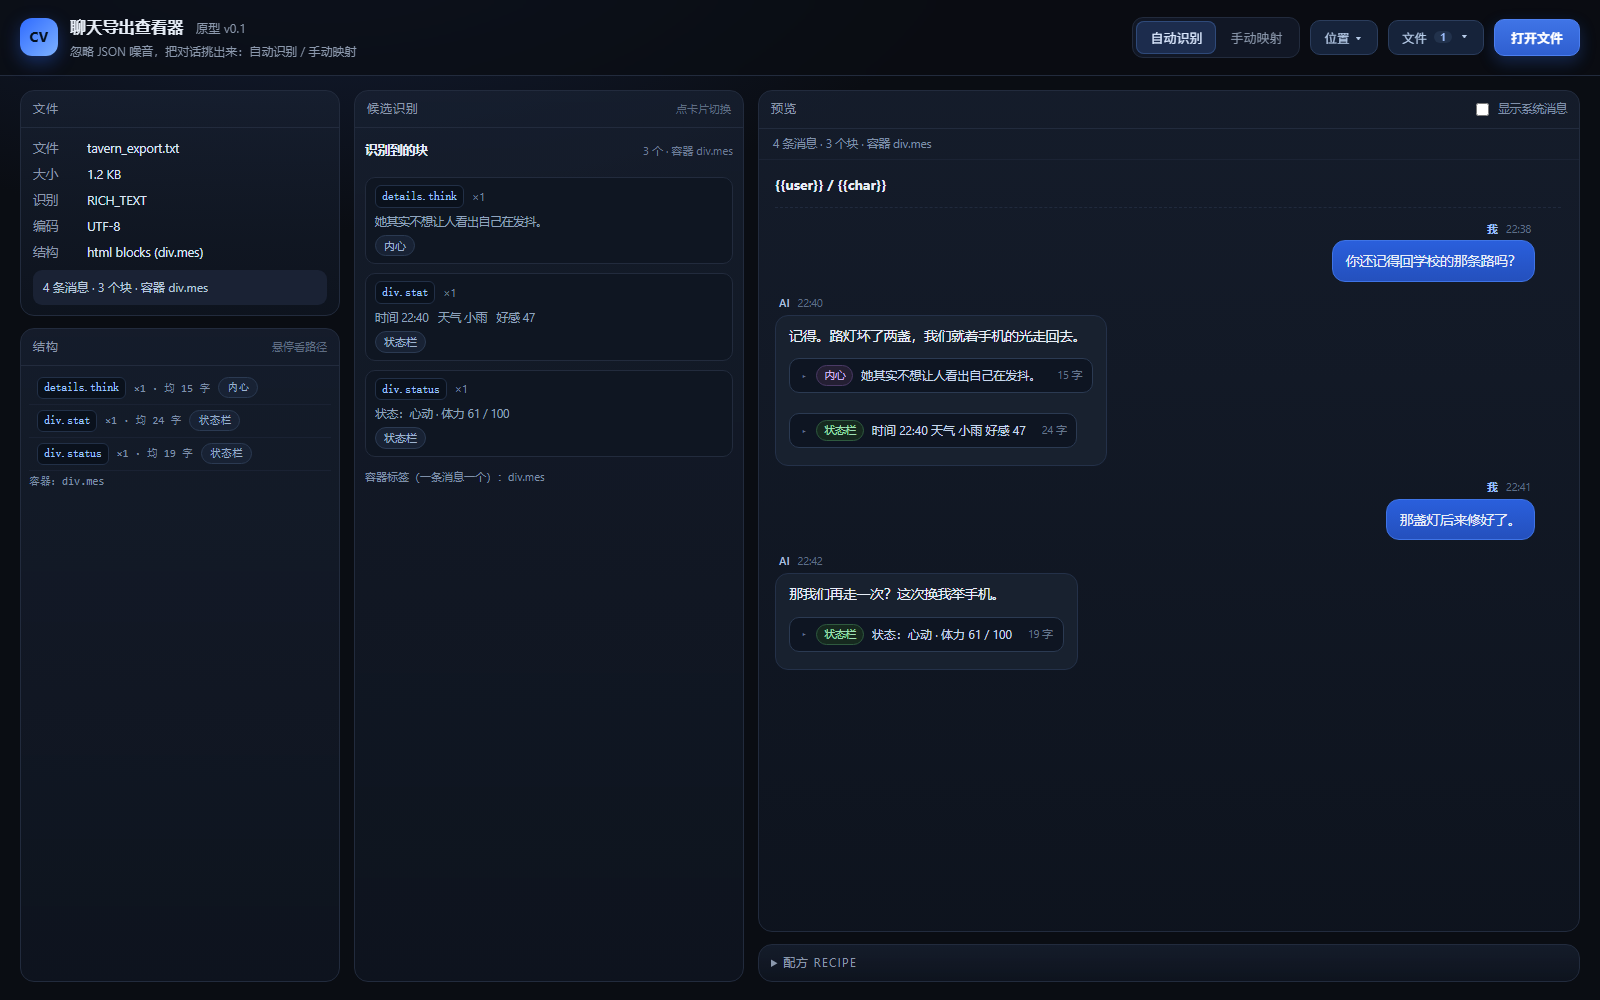 CV
聊天导出查看器 原型 v0.1
忽略 JSON 噪音，把对话挑出来：自动识别 / 手动映射
自动识别
手动映射
位置
文件 1
打开文件
文件
文件 tavern_export.txt
大小 1.2 KB
识别 RICH_TEXT
编码 UTF-8
结构 html blocks (div.mes)
4 条消息 · 3 个块 · 容器 div.mes
结构 悬停看路径
details.think ×1 · 均 15 字 内心
div.stat ×1 · 均 24 字 状态栏
div.status ×1 · 均 19 字 状态栏
容器: div.mes
候选识别 点卡片切换
识别到的块 3 个 · 容器 div.mes
details.think ×1
她其实不想让人看出自己在发抖。
内心
div.stat ×1
时间 22:40 天气 小雨 好感 47
状态栏
div.status ×1
状态：心动 · 体力 61 / 100
状态栏
容器标签（一条消息一个）：div.mes
预览 显示系统消息
4 条消息 · 3 个块 · 容器 div.mes
{{user}} / {{char}}
我 22:38
你还记得回学校的那条路吗？
AI 22:40
记得。路灯坏了两盏，我们就着手机的光走回去。
内心 她其实不想让人看出自己在发抖。 15 字
状态栏 时间 22:40 天气 小雨 好感 47 24 字
我 22:41
那盏灯后来修好了。
AI 22:42
那我们再走一次？这次换我举手机。
状态栏 状态：心动 · 体力 61 / 100 19 字
配方 RECIPE